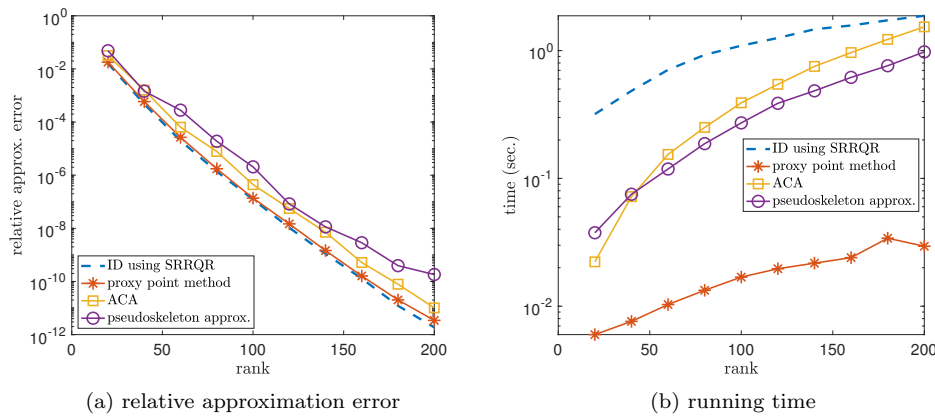 10^0
10^-2
10^-4
10^-6
10^-8
10^-10
10^-12
relative approx. error
ID using SRRQR
proxy point method
ACA
pseudoskeleton approx.
0 50 100 150 200
rank
(a) relative approximation error
10^0
10^-1
10^-2
time (sec.)
ID using SRRQR
proxy point method
ACA
pseudoskeleton approx.
0 50 100 150 200
rank
(b) running time